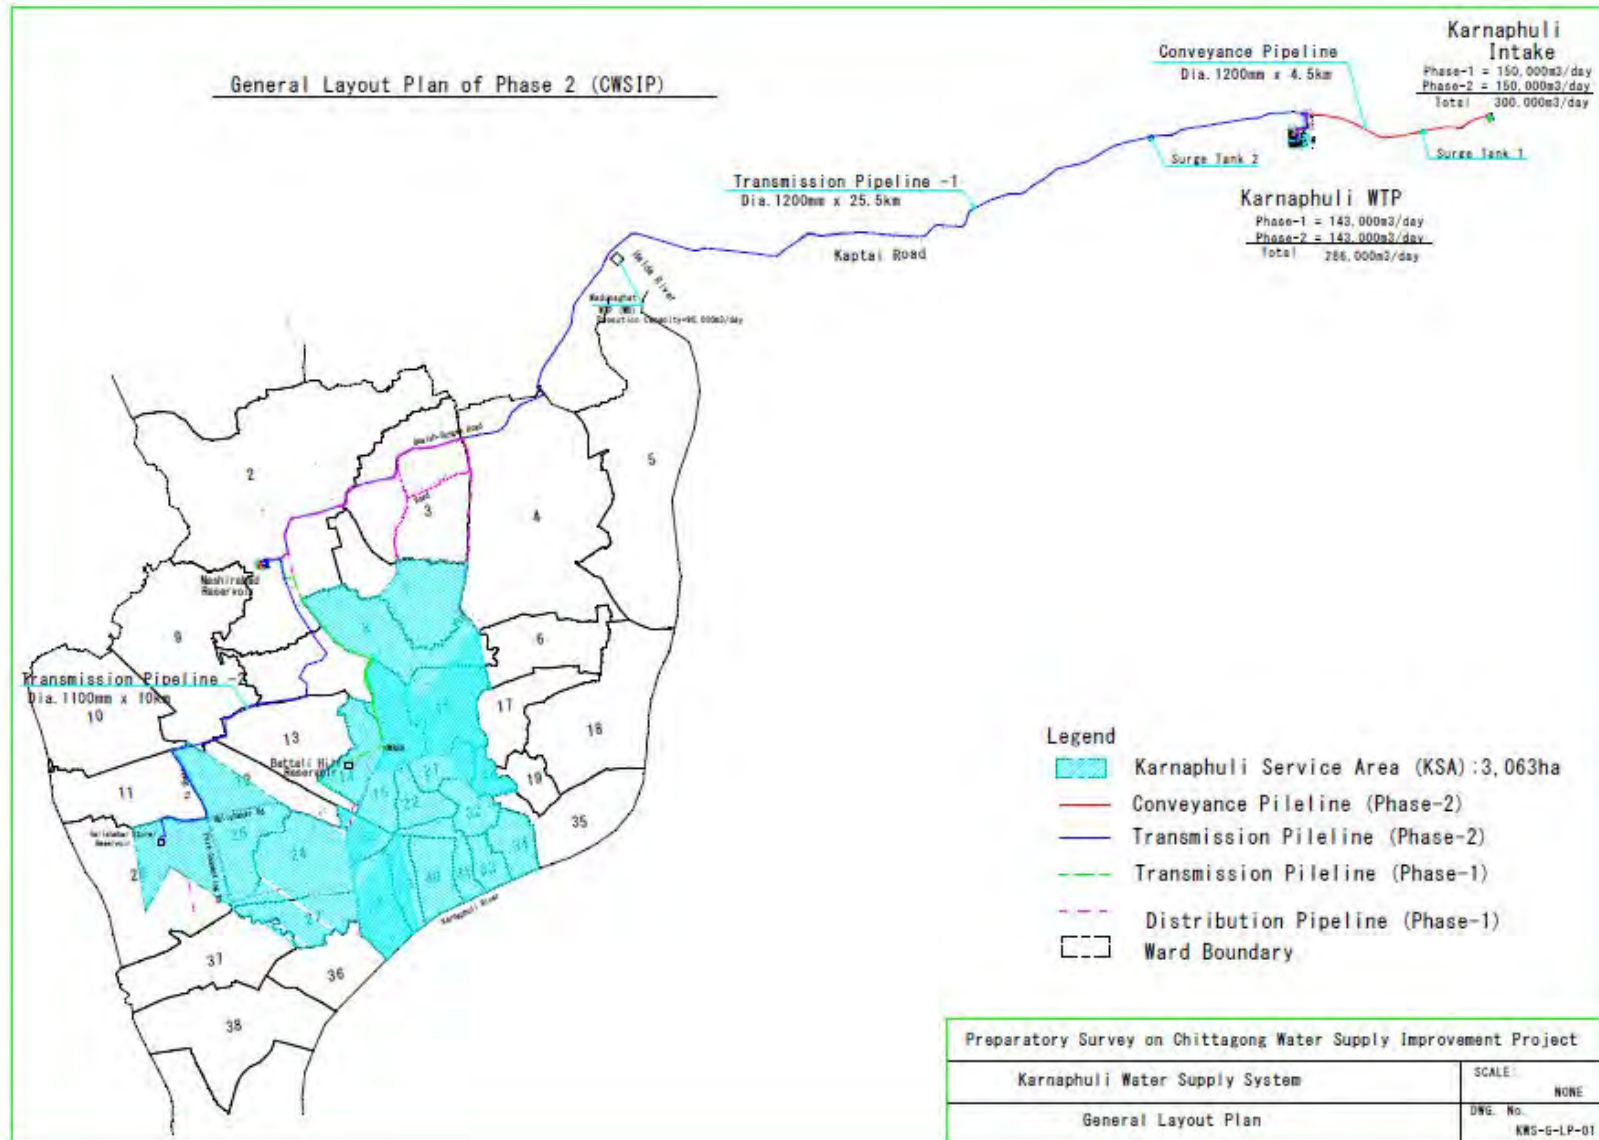 General Layout Plan of Phase 2 (CWSIP)
Karnaphuli
Intake
Phase-1 = 150,000m3/day
Phase-2 = 150,000m3/day
Total 300,000m3/day
Conveyance Pipeline
Dia.1200mm x 4.5km
Surge Tank 1
Surge Tank 2
Karnaphuli WTP
Phase-1 = 143,000m3/day
Phase-2 = 143,000m3/day
Total 286,000m3/day
Transmission Pipeline -1
Dia.1200mm x 25.5km
Kaptai Road
River
2
3
Road
4
5
Reservoir
9
6
17
18
Transmission Pipeline -2
Dia.1100mm x 10km
10
13
Battali Hill
Reservoir
11
19
35
Reservoir
Karnaphuli River
37
36
38
Legend
Karnaphuli Service Area (KSA):3,063ha
Conveyance Pileline (Phase-2)
Transmission Pileline (Phase-2)
Transmission Pileline (Phase-1)
Distribution Pipeline (Phase-1)
Ward Boundary
Preparatory Survey on Chittagong Water Supply Improvement Project
Karnaphuli Water Supply System
SCALE
NONE
General Layout Plan
DWG. No.
KWS-G-LP-01